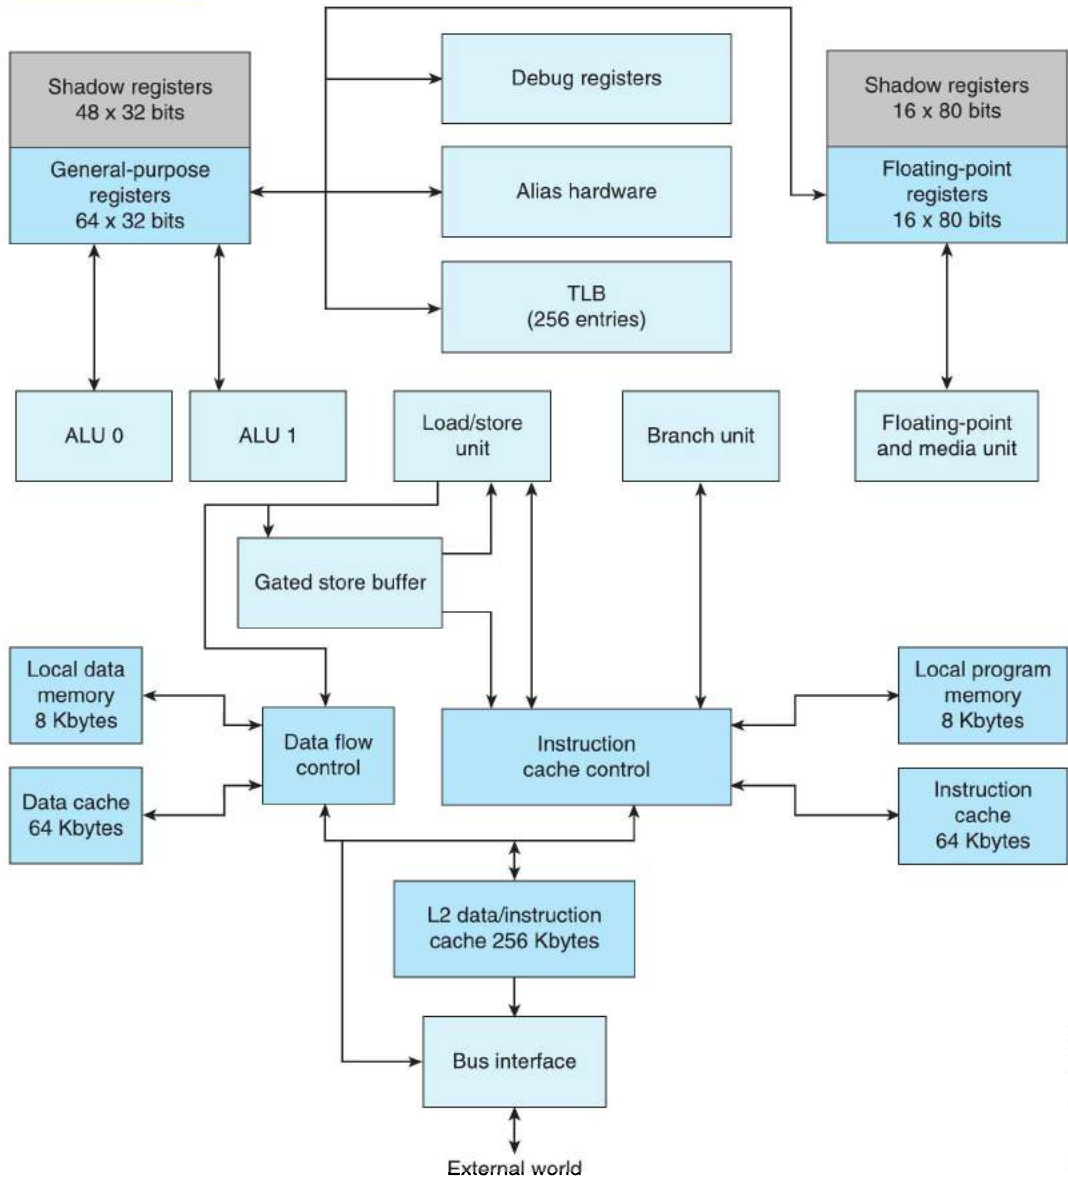 Shadow registers
48 x 32 bits
General-purpose
registers
64 x 32 bits
Debug registers
Alias hardware
TLB
(256 entries)
Shadow registers
16 x 80 bits
Floating-point
registers
16 x 80 bits
ALU 0
ALU 1
Load/store
unit
Branch unit
Floating-point
and media unit
Gated store buffer
Local data
memory
8 Kbytes
Data flow
control
Instruction
cache control
Local program
memory
8 Kbytes
Data cache
64 Kbytes
Instruction
cache
64 Kbytes
L2 data/instruction
cache 256 Kbytes
Bus interface
External world